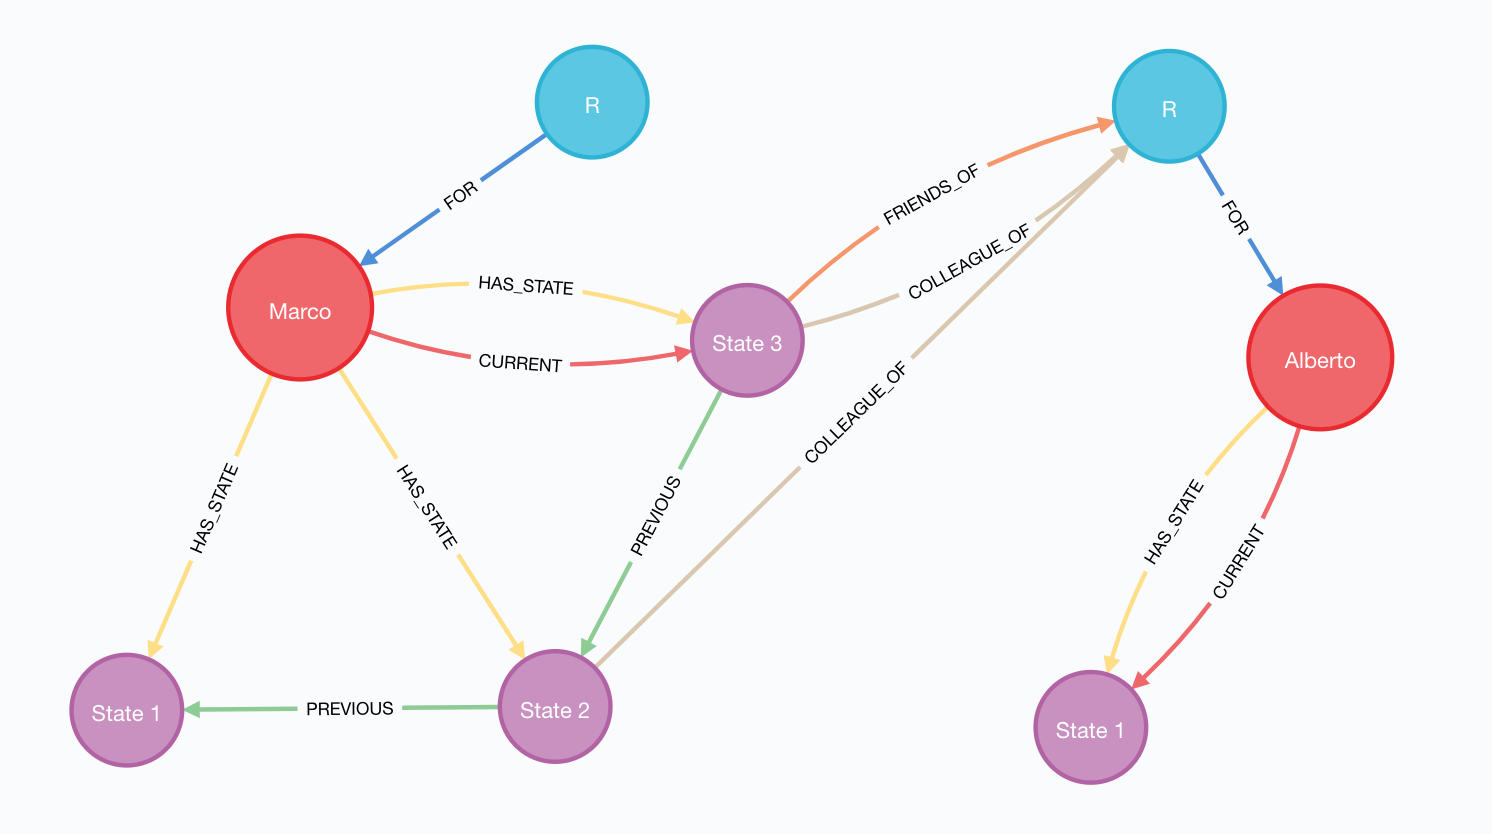 R
R
FOR
FRIENDS_OF
FOR
COLLEAGUE_OF
HAS_STATE
Marco
State 3
CURRENT
Alberto
COLLEAGUE_OF
HAS_STATE
HAS_STATE
PREVIOUS
HAS_STATE
CURRENT
State 1
PREVIOUS
State 2
State 1